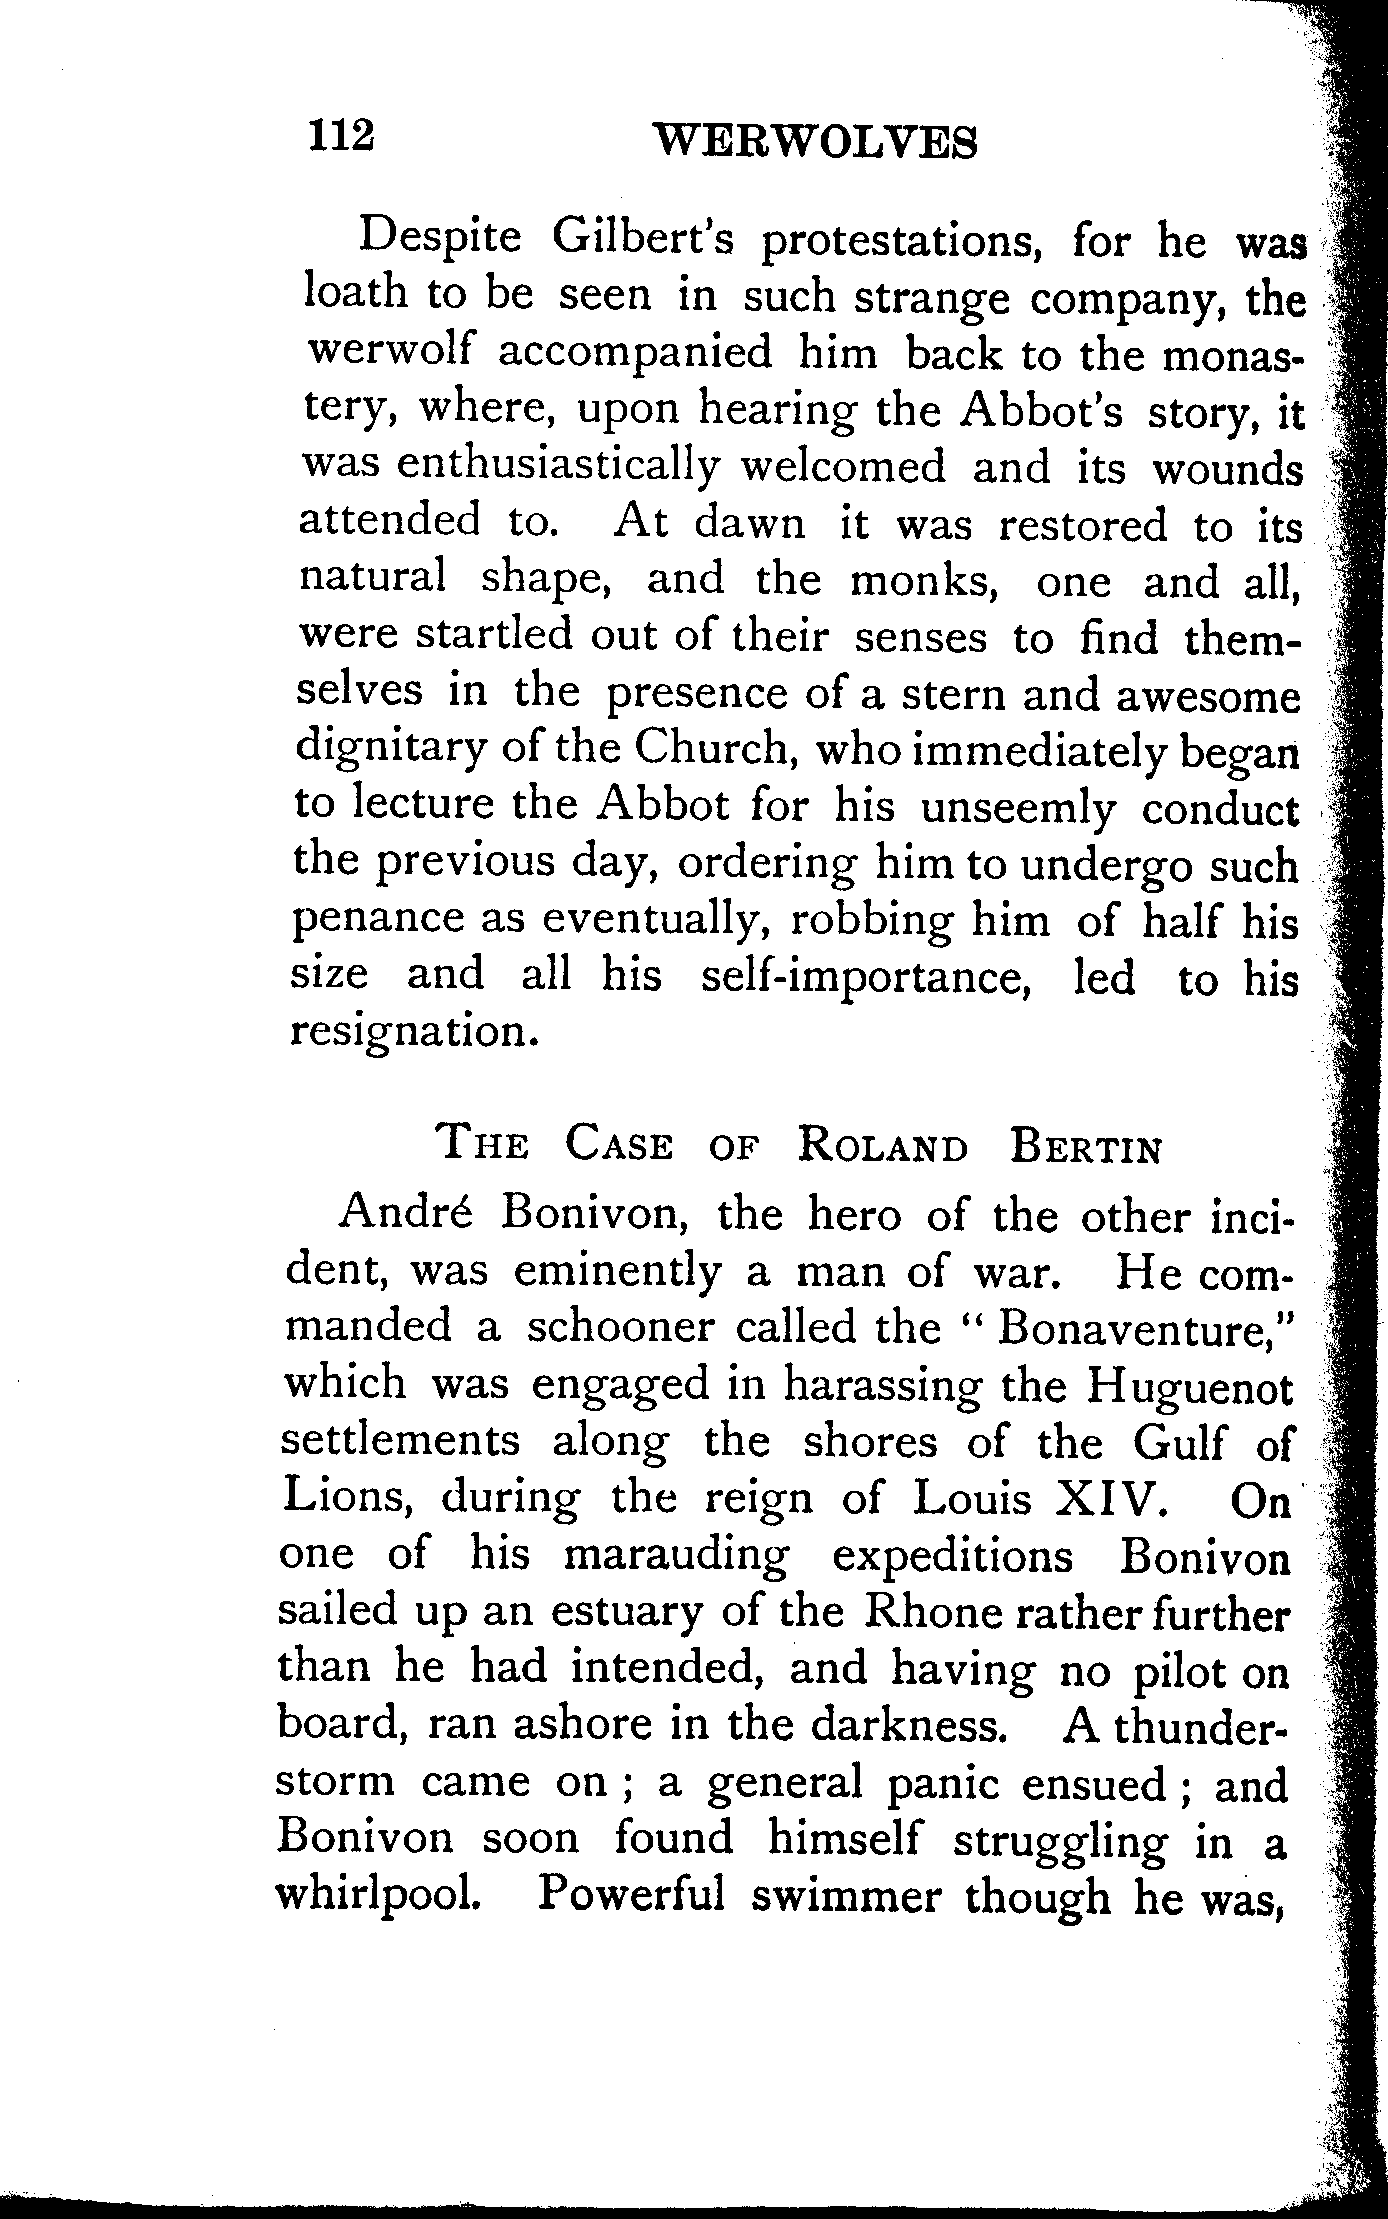 112 WERWOLVES
Despite Gilbert's protestations, for he was
loath to be seen in such strange company, the
werwolf accompanied him back to the monas-
tery, where, upon hearing the Abbot's story, it
was enthusiastically welcomed and its wounds
attended to. At dawn it was restored to its
natural shape, and the monks, one and all,
were startled out of their senses to find them-
selves in the presence of a stern and awesome
dignitary of the Church, who immediately began
to lecture the Abbot for his unseemly conduct
the previous day, ordering him to undergo such
penance as eventually, robbing him of half his
size and all his self-importance, led to his
resignation.
THE CASE OF ROLAND BERTIN
André Bonivon, the hero of the other inci-
dent, was eminently a man of war. He com-
manded a schooner called the “ Bonaventure,”
which was engaged in harassing the Huguenot
settlements along the shores of the Gulf of
Lions, during the reign of Louis XIV. On
one of his marauding expeditions Bonivon
sailed up an estuary of the Rhone rather further
than he had intended, and having no pilot on
board, ran ashore in the darkness. A thunder-
storm came on ; a general panic ensued ; and
Bonivon soon found himself struggling in a
whirlpool. Powerful swimmer though he was,